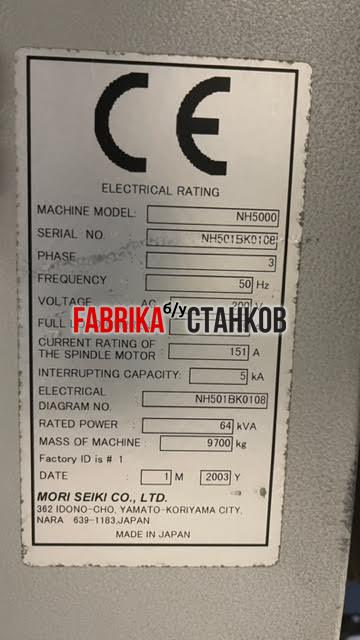 CE
ELECTRICAL RATING
MACHINE MODEL: NH5000
SERIAL NO. NH501BK0108
PHASE 3
FREQUENCY 50 Hz
VOLTAGE AC 200 V
FULL
FABRIKA б/у СТАНКОВ
CURRENT RATING OF
THE SPINDLE MOTOR 151 A
INTERRUPTING CAPACITY: 5 kA
ELECTRICAL
DIAGRAM NO. NH501BK0108
RATED POWER : 64 kVA
MASS OF MACHINE : 9700 kg
Factory ID is # 1
DATE 1 M 2003 Y
MORI SEIKI CO., LTD.
362 IDONO-CHO, YAMATO-KORIYAMA CITY,
NARA 639-1183,JAPAN
MADE IN JAPAN